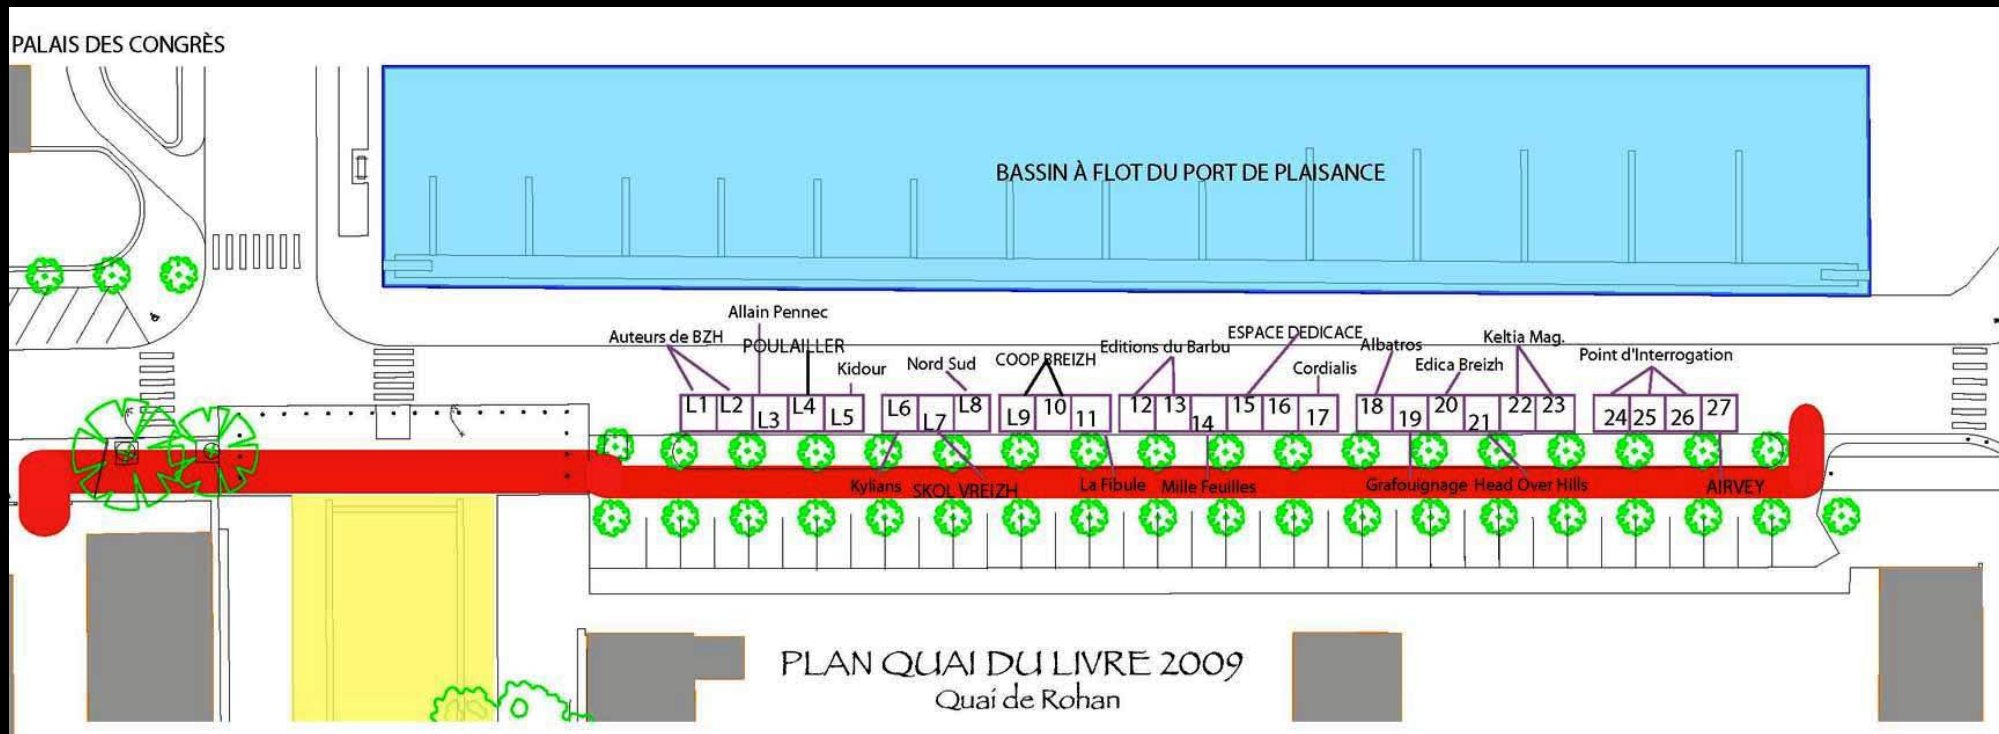 PALAIS DES CONGRÈS
BASSIN À FLOT DU PORT DE PLAISANCE
Allain Pennec
Auteurs de BZH
POULAILLER
Kidour
Nord Sud
COOP BREIZH
Editions du Barbu
ESPACE DEDICACE
Cordialis
Albatros
Edica Breizh
Keltia Mag.
Point d'Interrogation
L1 L2 L3 L4 L5 L6 L7 L8 L9 10 11 12 13 14 15 16 17 18 19 20 21 22 23 24 25 26 27
Kylians
SKOL VREIZH
La Fibule
Mille Feuilles
Grafouignage
Head Over Hills
AIRVEY
PLAN QUAI DU LIVRE 2009
Quai de Rohan